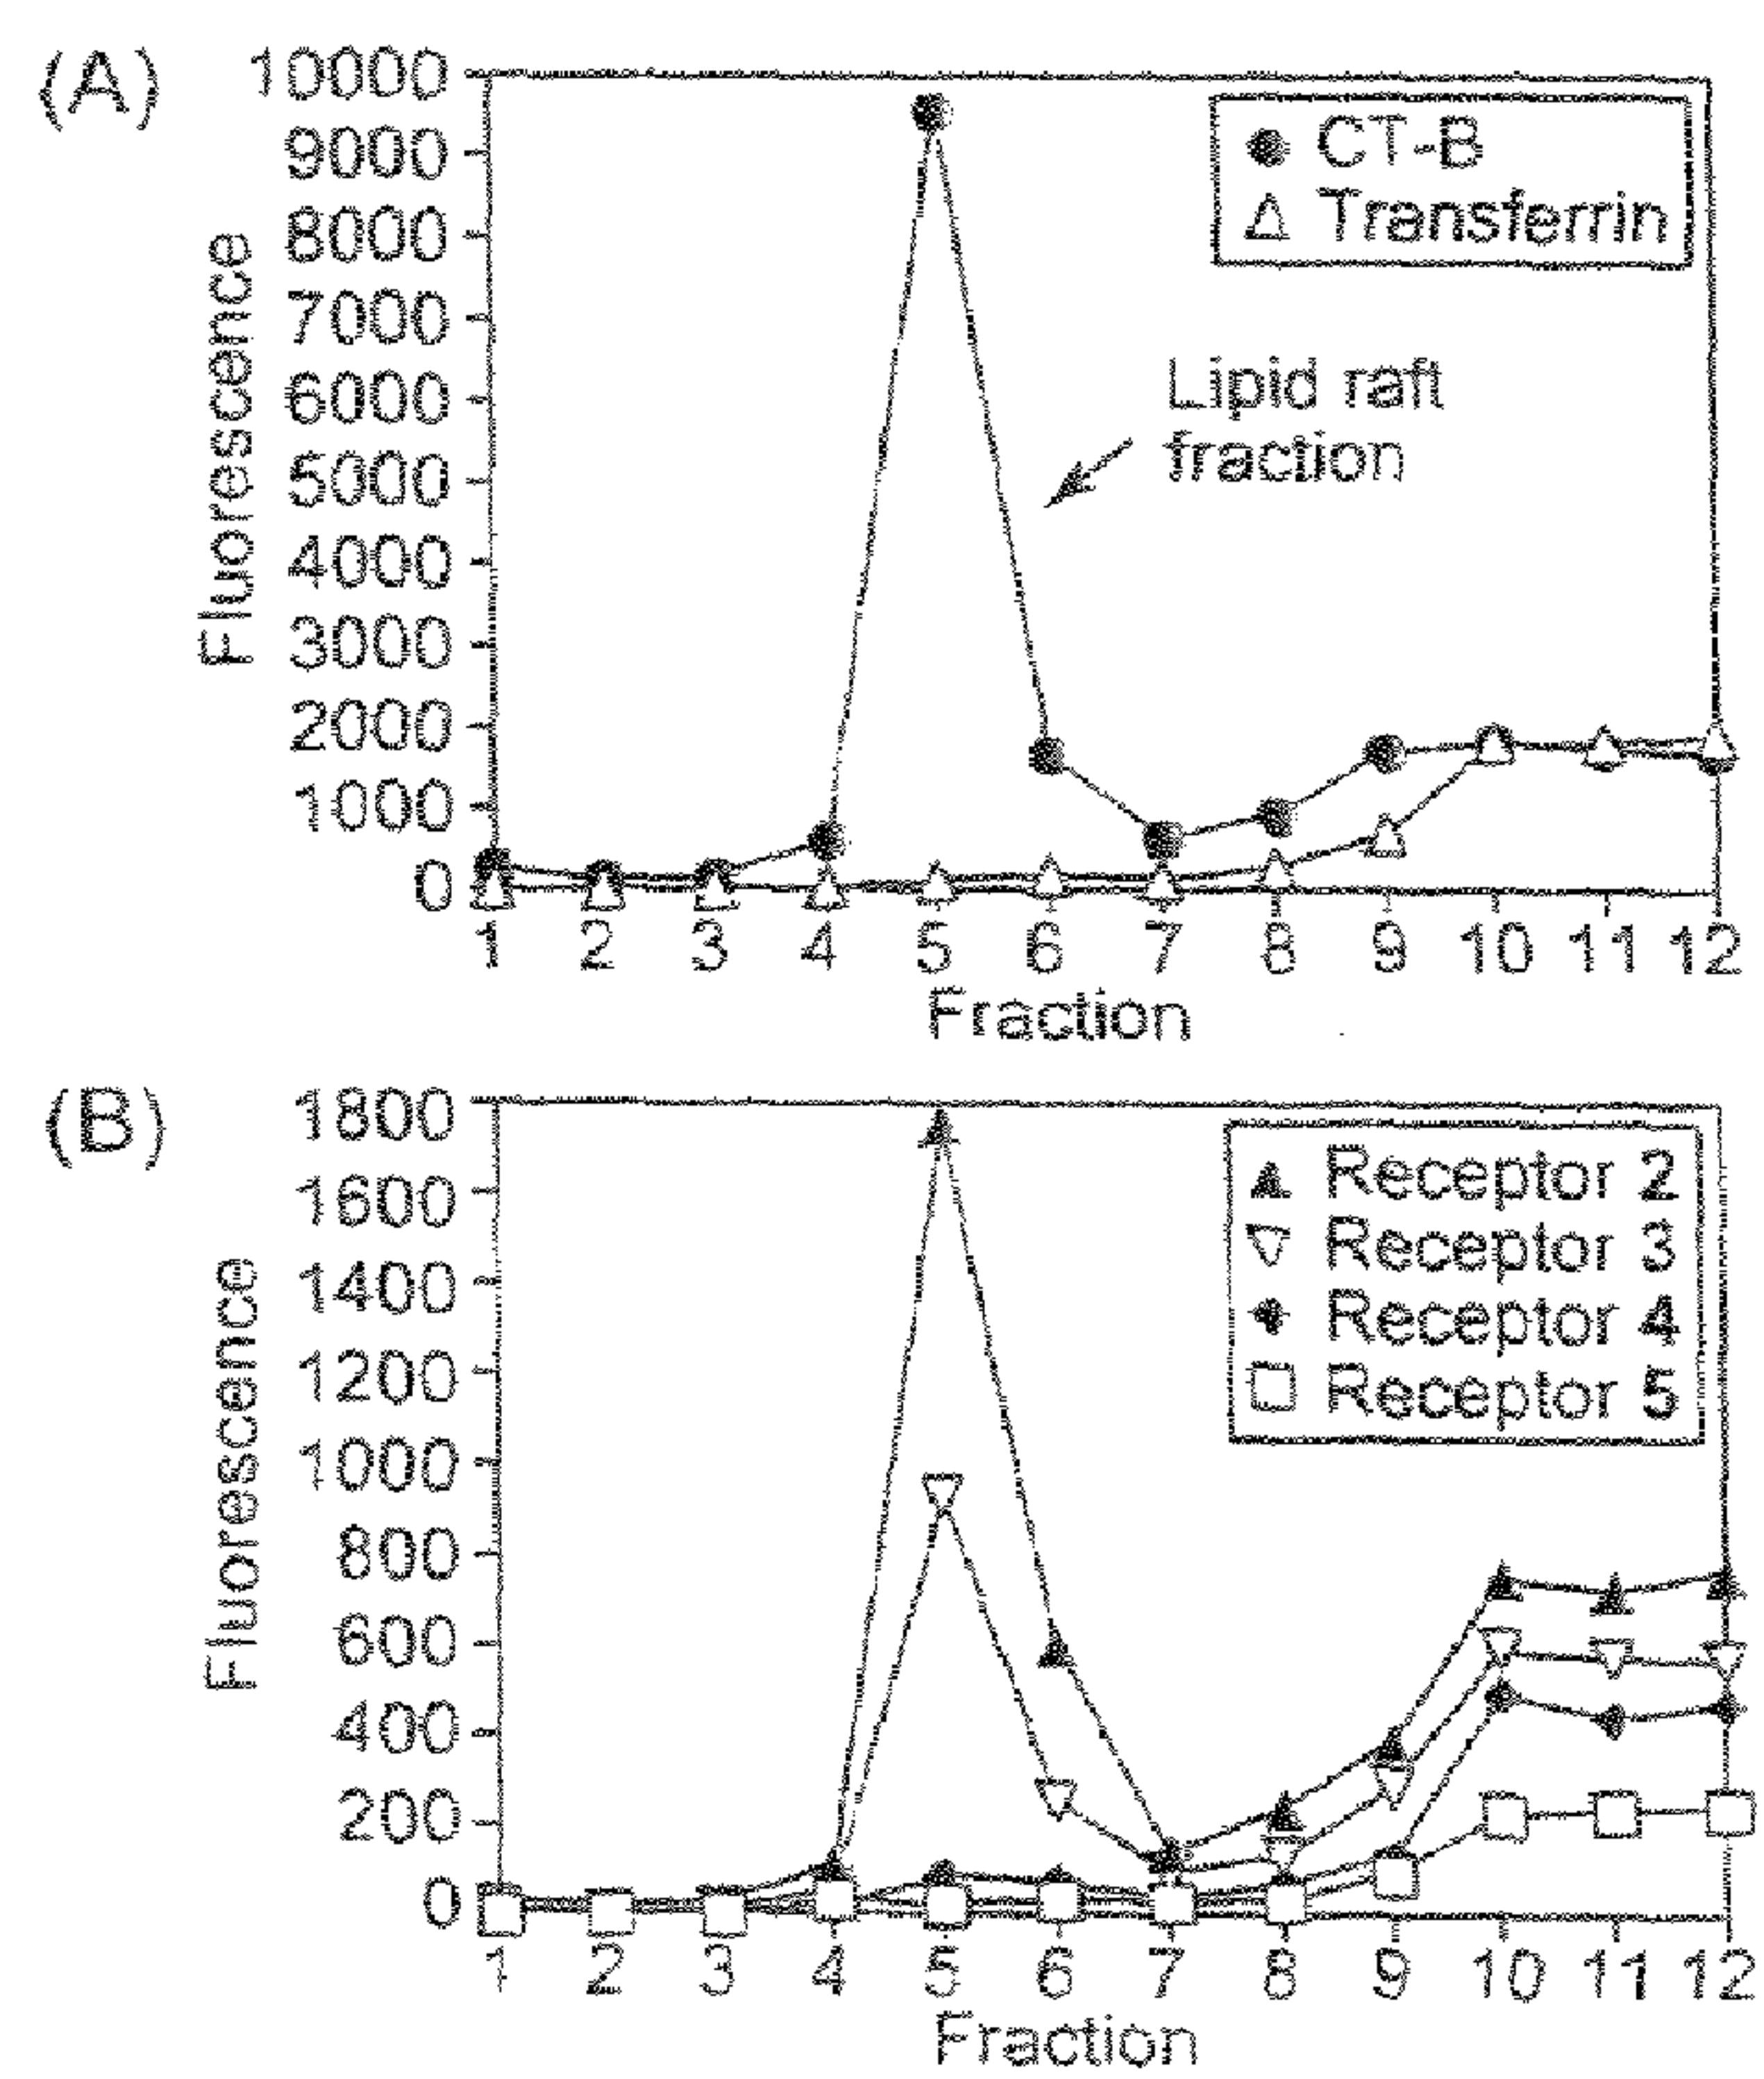 (A)
10000
9000
8000
7000
6000
5000
4000
3000
2000
1000
0
Fluorescence
CT-B
Transferrin
Lipid raft
fraction
1 2 3 4 5 6 7 8 9 10 11 12
Fraction
(B)
1800
1600
1400
1200
1000
800
600
400
200
0
Fluorescence
Receptor 2
Receptor 3
Receptor 4
Receptor 5
1 2 3 4 5 6 7 8 9 10 11 12
Fraction